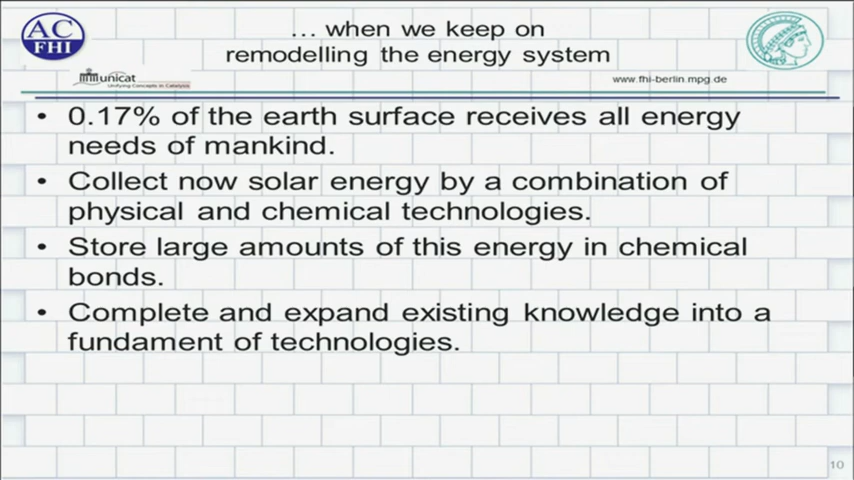 AC
FHI
... when we keep on
remodelling the energy system
unicat
Unifying Concepts in Catalysis
www.fhi-berlin.mpg.de
• 0.17% of the earth surface receives all energy
needs of mankind.
• Collect now solar energy by a combination of
physical and chemical technologies.
• Store large amounts of this energy in chemical
bonds.
• Complete and expand existing knowledge into a
fundament of technologies.
10